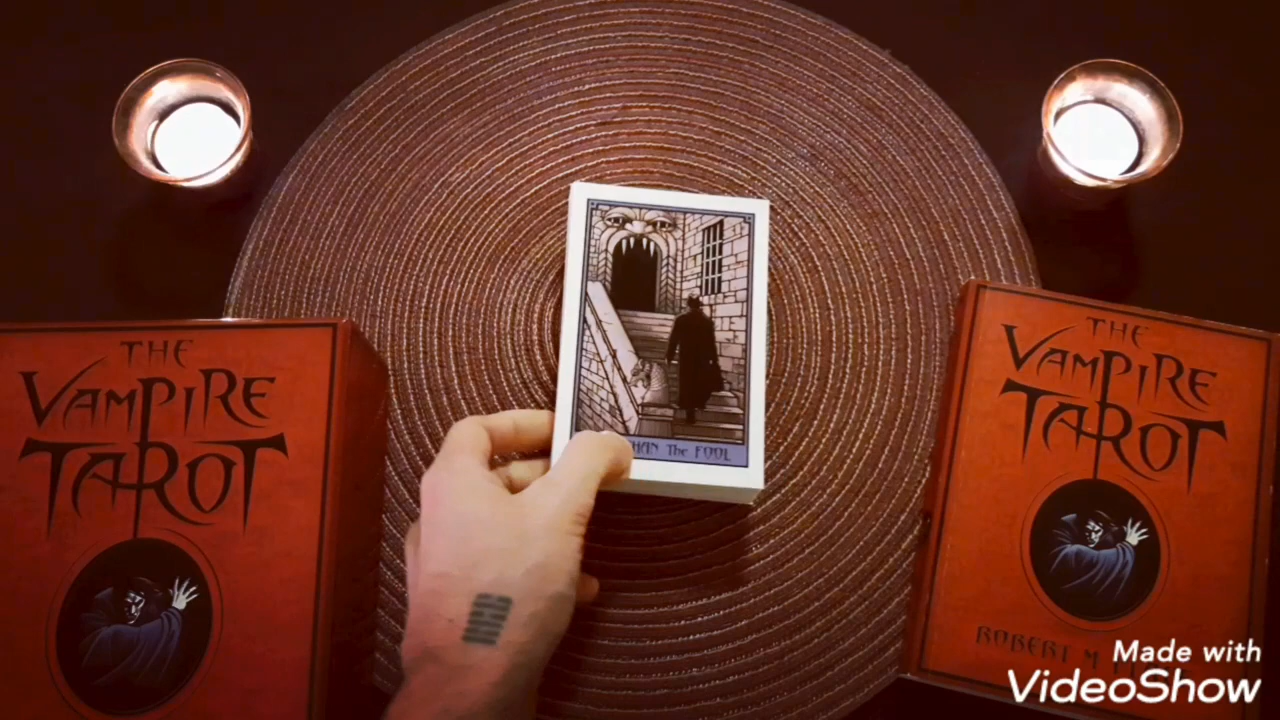 THE
VAMPIRE
TAROT
THE
VAMPIRE
TAROT
ROBERT M
The FOOL
Made with
VideoShow